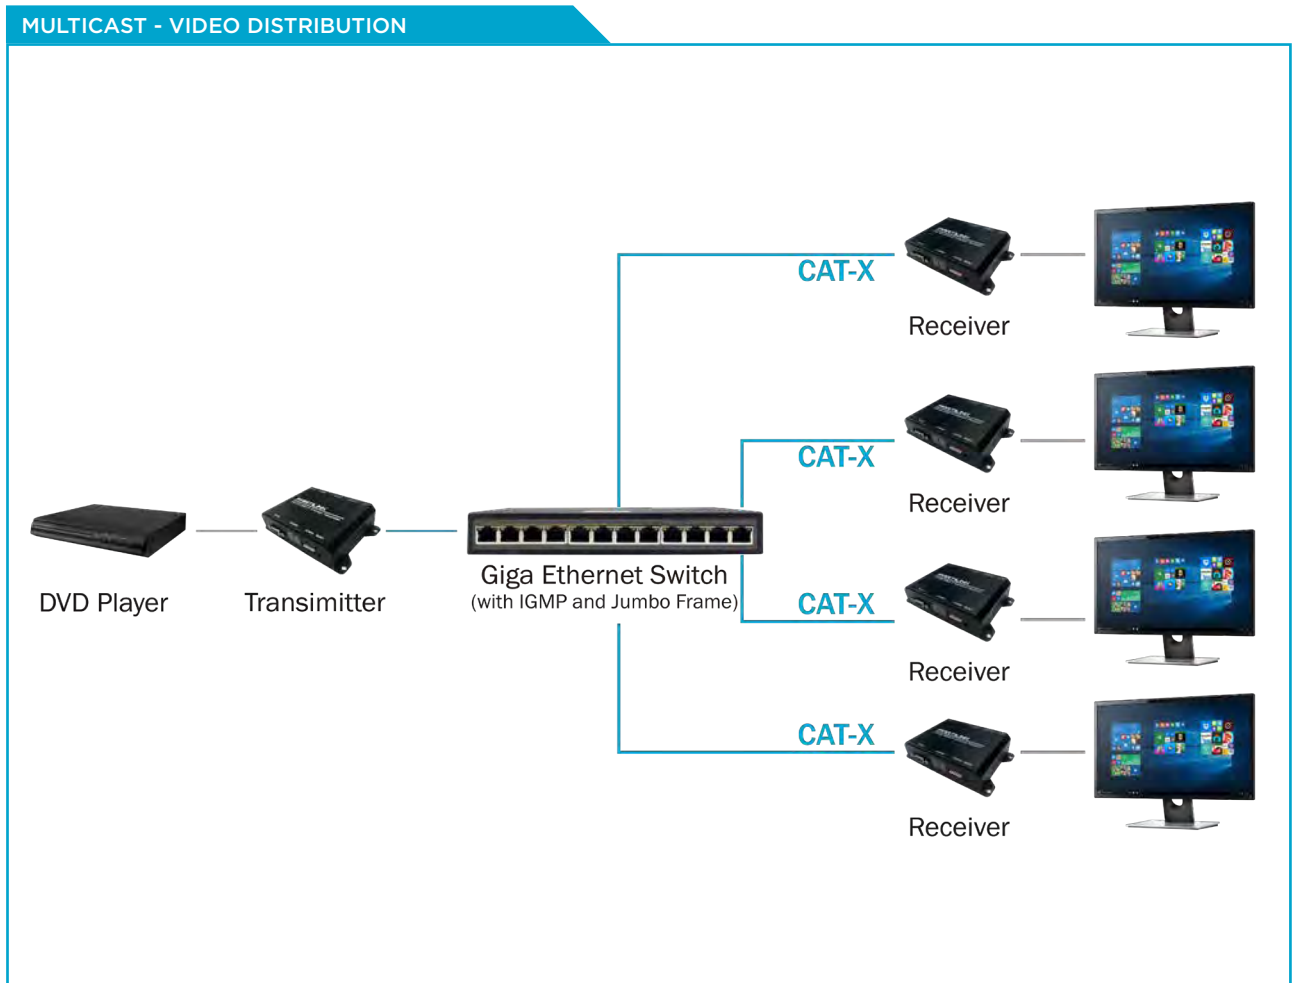 MULTICAST - VIDEO DISTRIBUTION
CAT-X
Receiver
CAT-X
Receiver
DVD Player
Transimitter
Giga Ethernet Switch
(with IGMP and Jumbo Frame)
CAT-X
Receiver
CAT-X
Receiver